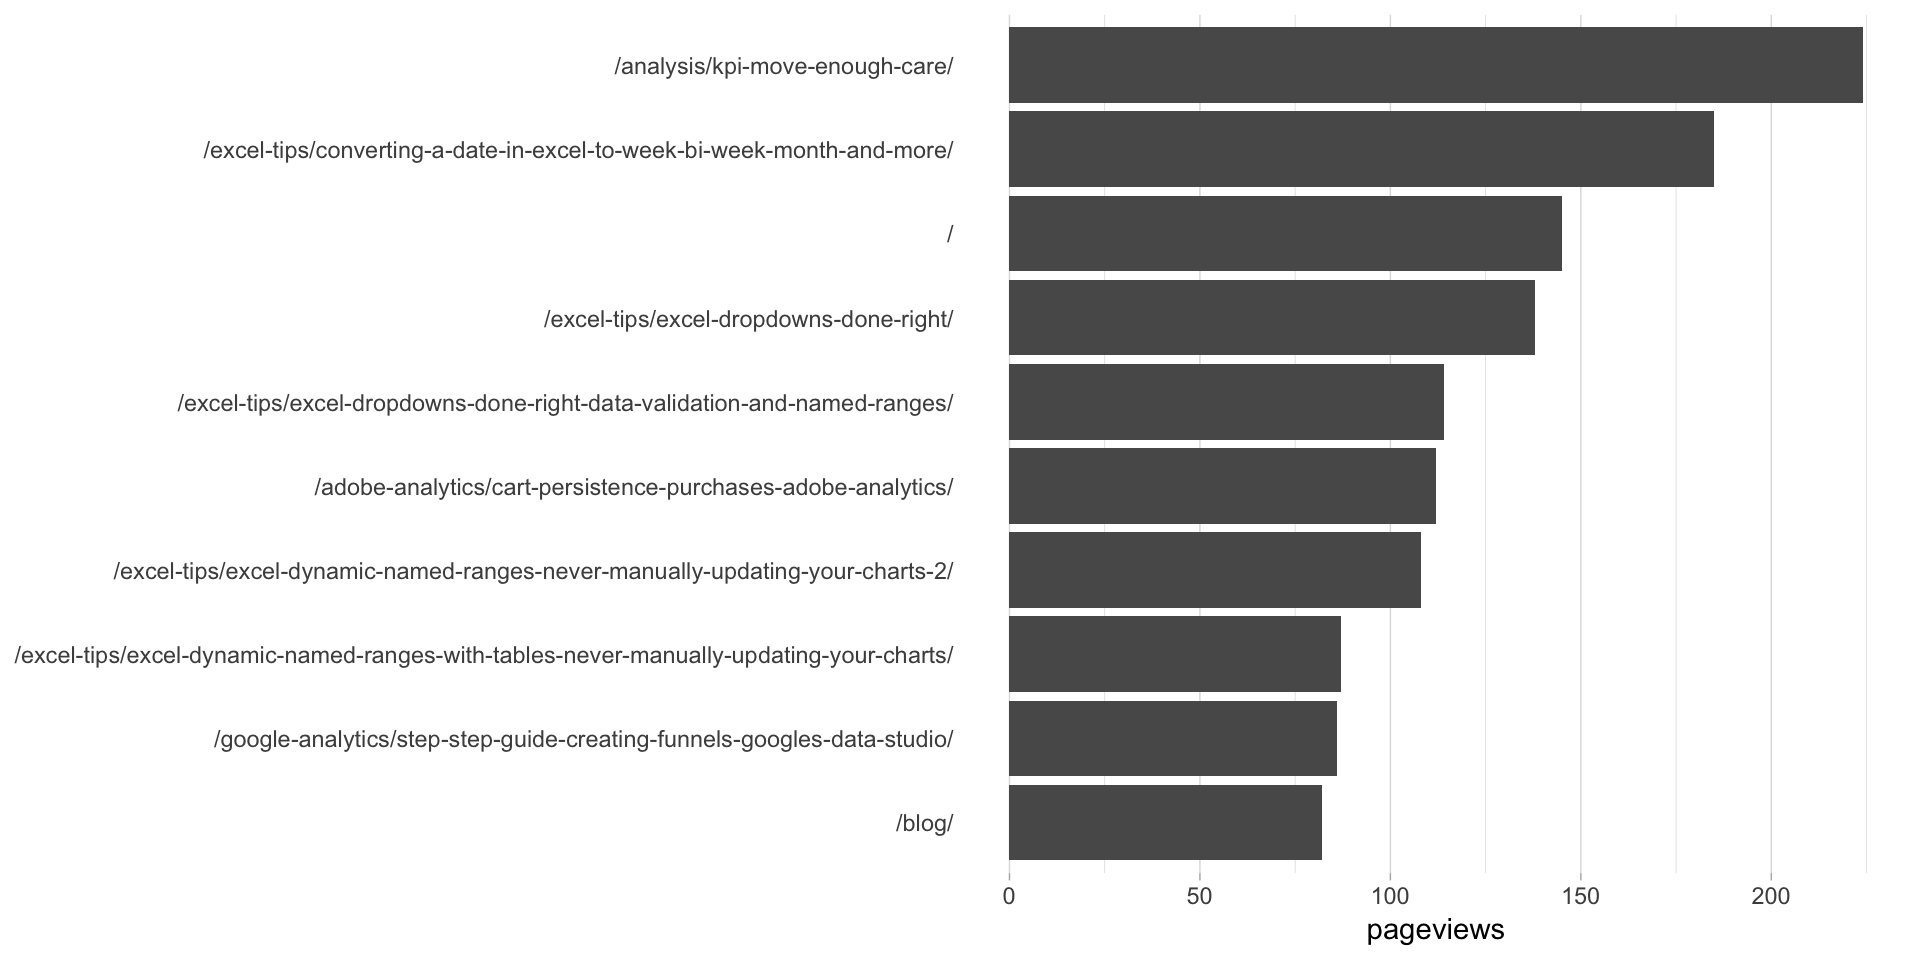 /analysis/kpi-move-enough-care/
/excel-tips/converting-a-date-in-excel-to-week-bi-week-month-and-more/
/
/excel-tips/excel-dropdowns-done-right/
/excel-tips/excel-dropdowns-done-right-data-validation-and-named-ranges/
/adobe-analytics/cart-persistence-purchases-adobe-analytics/
/excel-tips/excel-dynamic-named-ranges-never-manually-updating-your-charts-2/
/excel-tips/excel-dynamic-named-ranges-with-tables-never-manually-updating-your-charts/
/google-analytics/step-step-guide-creating-funnels-googles-data-studio/
/blog/
0 50 100 150 200
pageviews